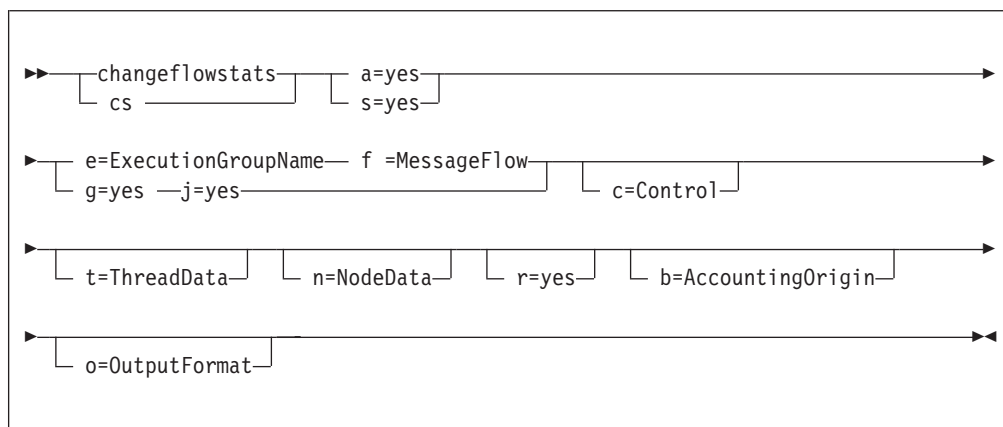 changeflowstats a=yes
cs s=yes
e=ExecutionGroupName f =MessageFlow
g=yes j=yes c=Control
t=ThreadData n=NodeData r=yes b=AccountingOrigin
o=OutputFormat